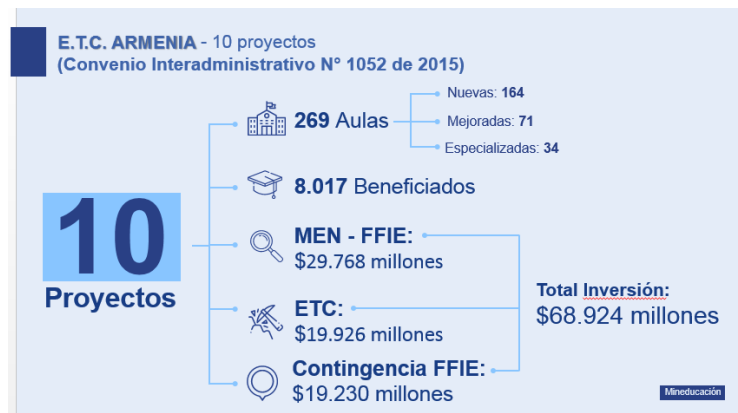 E.T.C. ARMENIA - 10 proyectos
(Convenio Interadministrativo N° 1052 de 2015)
269 Aulas
Nuevas: 164
Mejoradas: 71
Especializadas: 34
8.017 Beneficiados
10
Proyectos
MEN - FFIE:
$29.768 millones
ETC:
$19.926 millones
Contingencia FFIE:
$19.230 millones
Total Inversión:
$68.924 millones
Mineducación